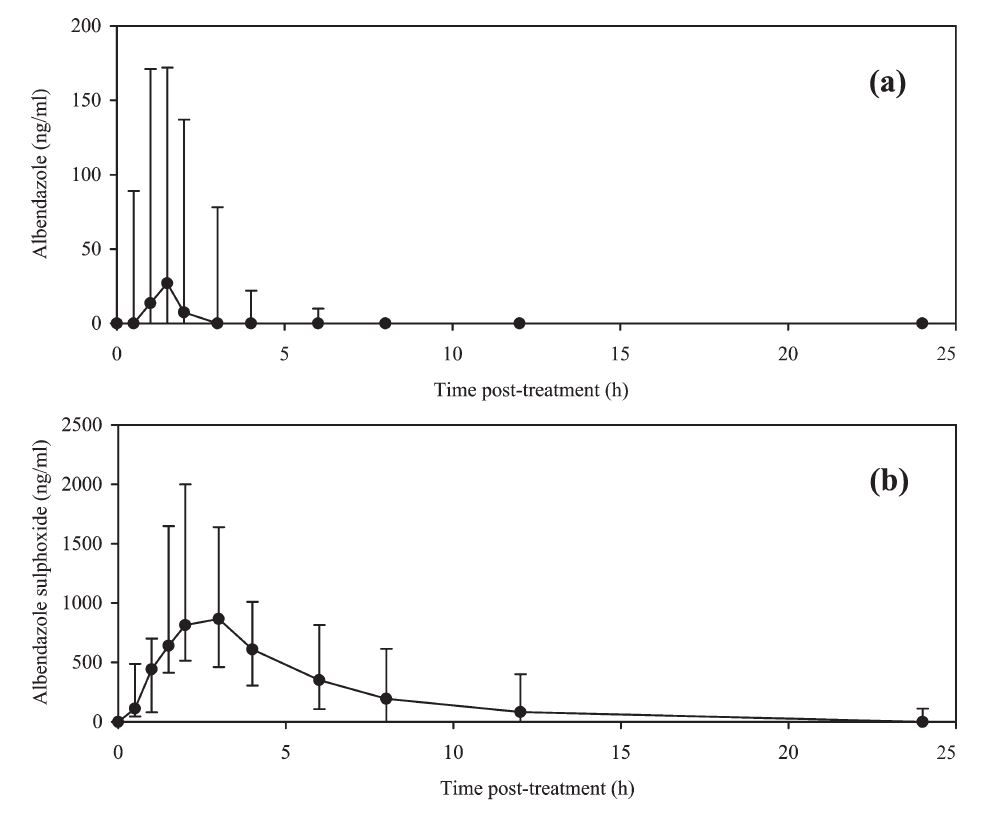 200
(a)
150
100
50
0
Albendazole (ng/ml)
0 5 10 15 20 25
Time post-treatment (h)
2500
(b)
2000
1500
1000
500
0
Albendazole sulphoxide (ng/ml)
0 5 10 15 20 25
Time post-treatment (h)